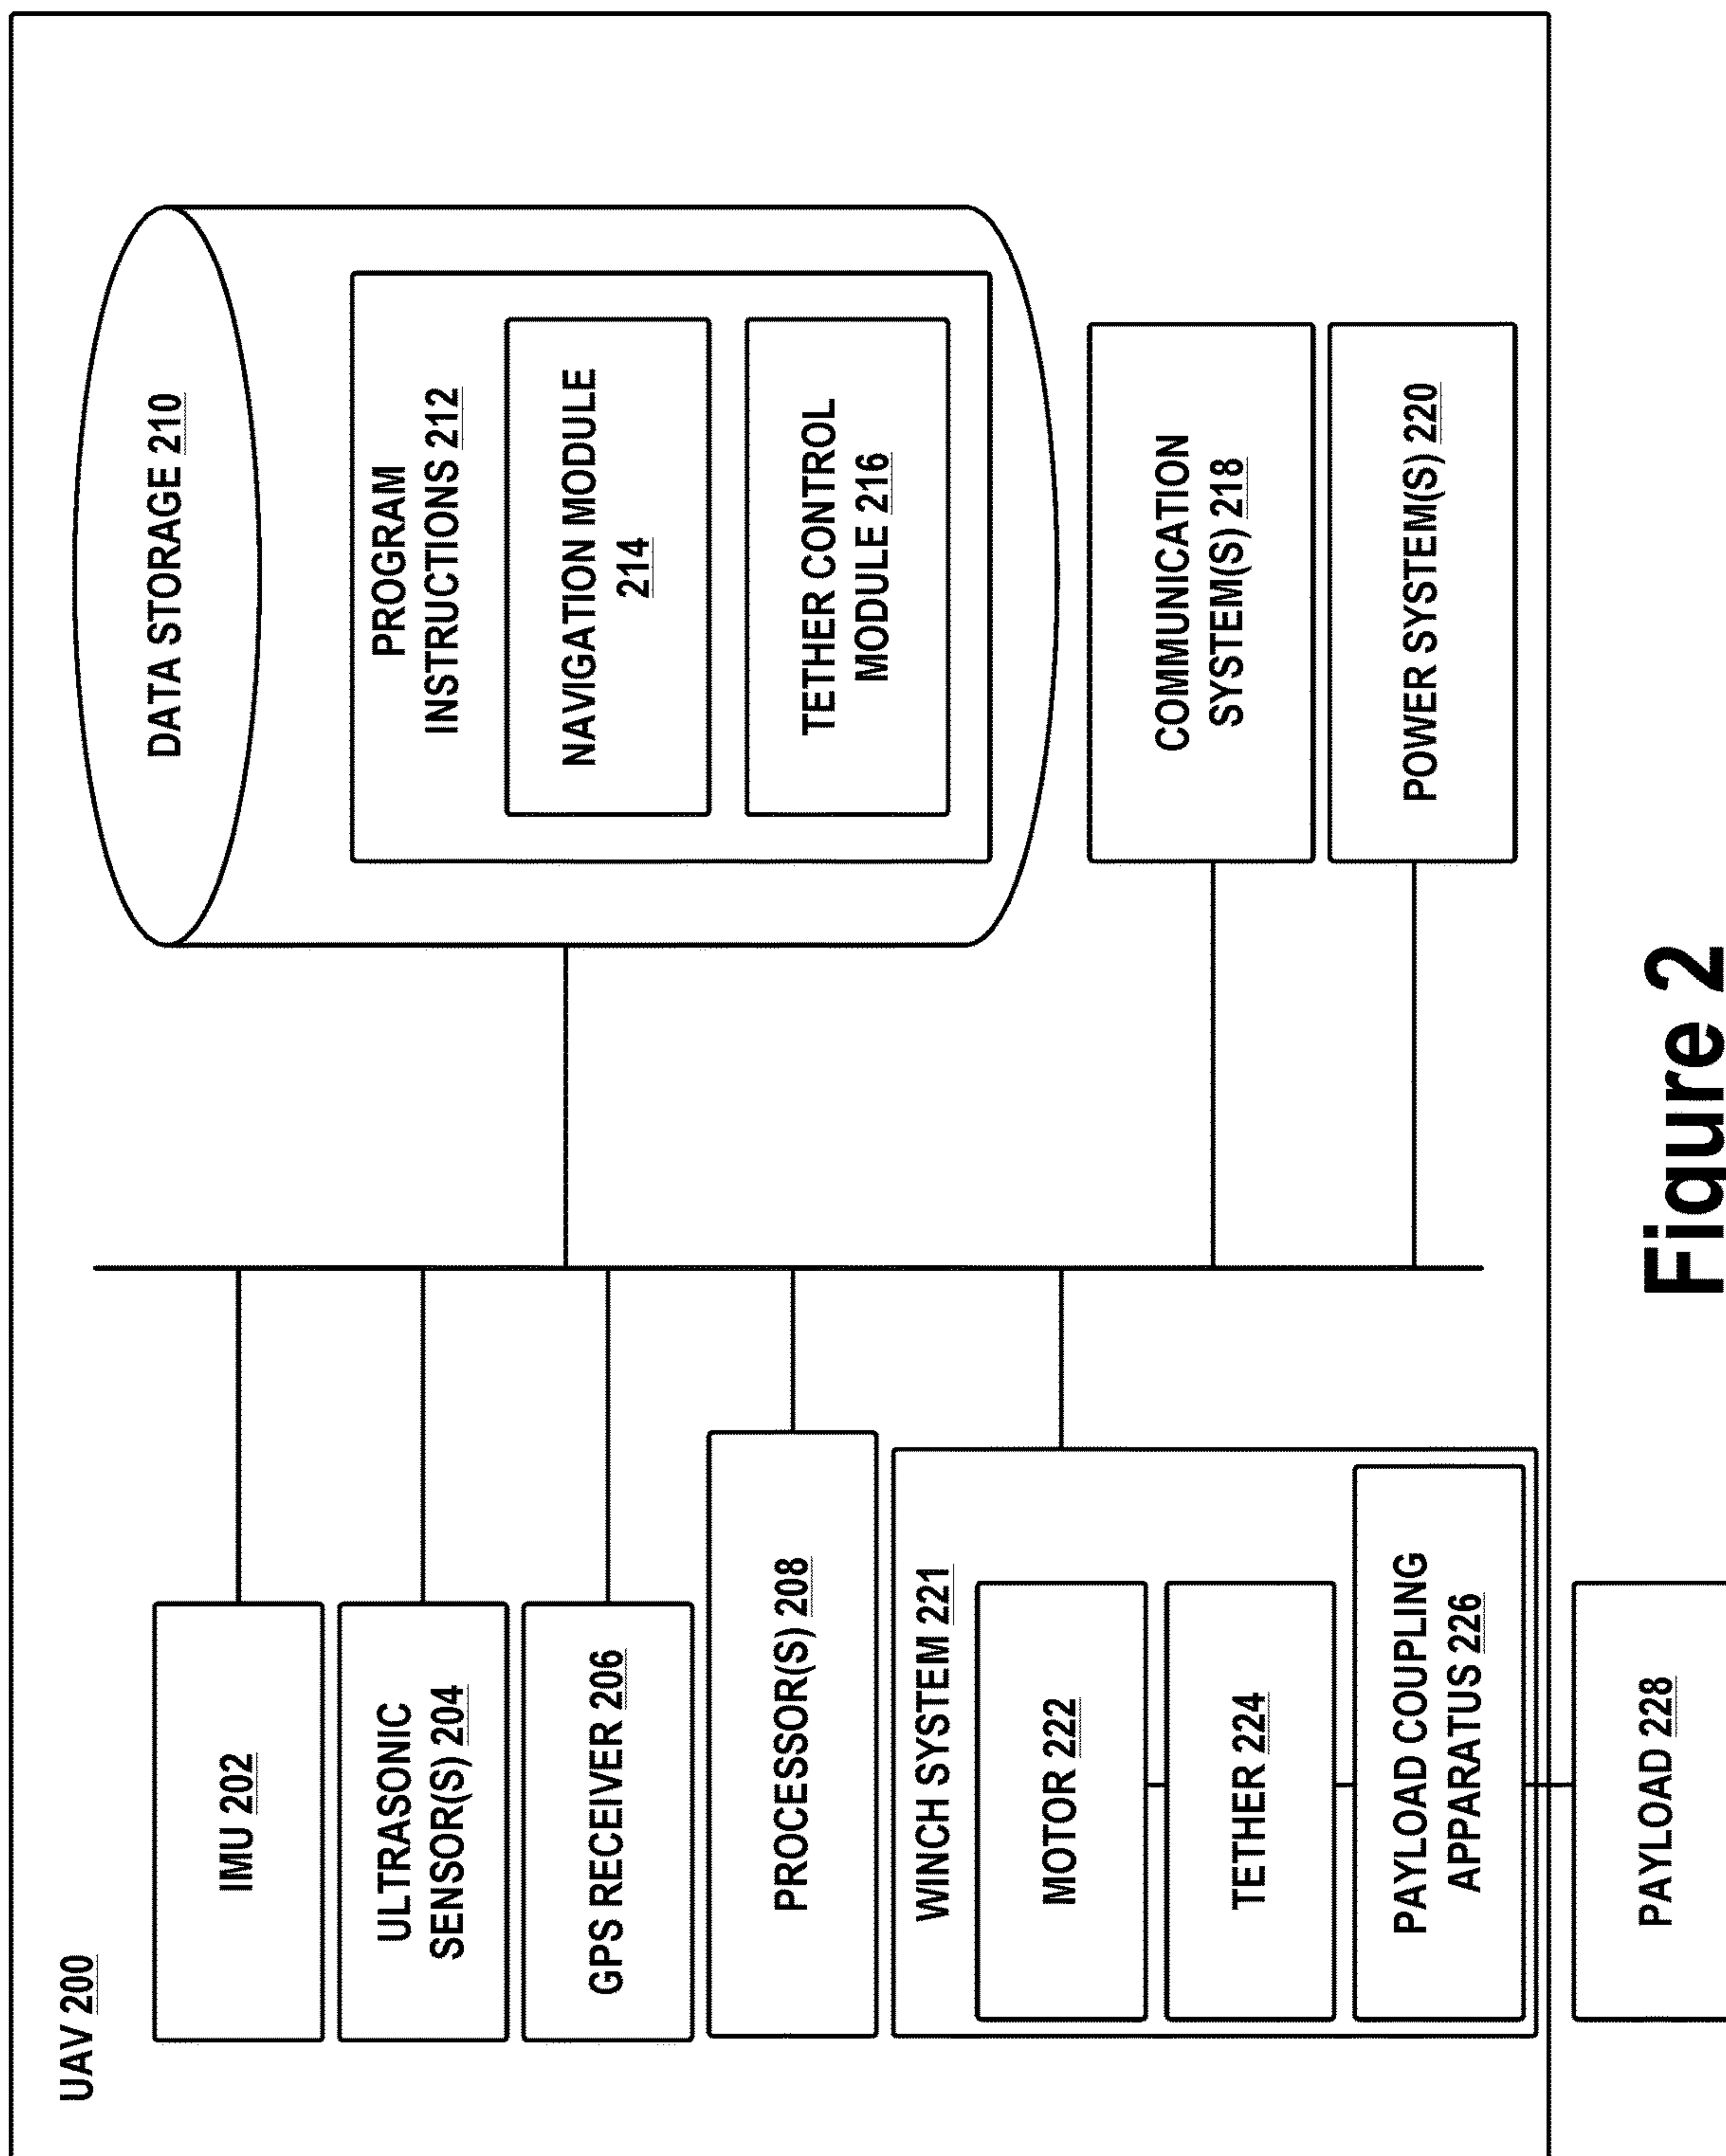 UAV 200
IMU 202
ULTRASONIC
SENSOR(S) 204
GPS RECEIVER 206
PROCESSOR(S) 208
WINCH SYSTEM 221
MOTOR 222
TETHER 224
PAYLOAD COUPLING
APPARATUS 226
PAYLOAD 228
DATA STORAGE 210
PROGRAM
INSTRUCTIONS 212
NAVIGATION MODULE
214
TETHER CONTROL
MODULE 216
COMMUNICATION
SYSTEM(S) 218
POWER SYSTEM(S) 220
Figure 2